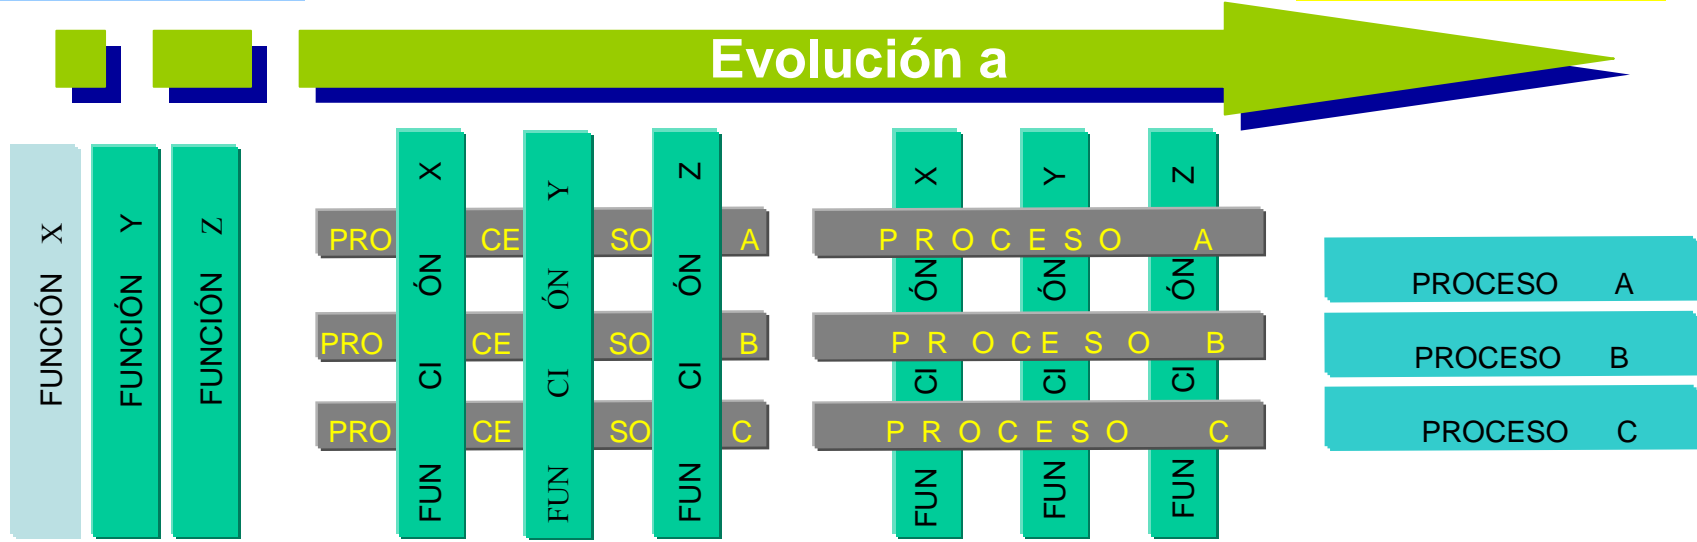 Evolución a
FUNCIÓN X
FUNCIÓN Y
FUNCIÓN Z
FUN CI ÓN X
FUN CI ÓN Y
FUN CI ÓN Z
PRO CE SO A
PRO CE SO B
PRO CE SO C
FUN CI ÓN X
FUN CI ÓN Y
FUN CI ÓN Z
P R O C E S O A
P R O C E S O B
P R O C E S O C
PROCESO A
PROCESO B
PROCESO C